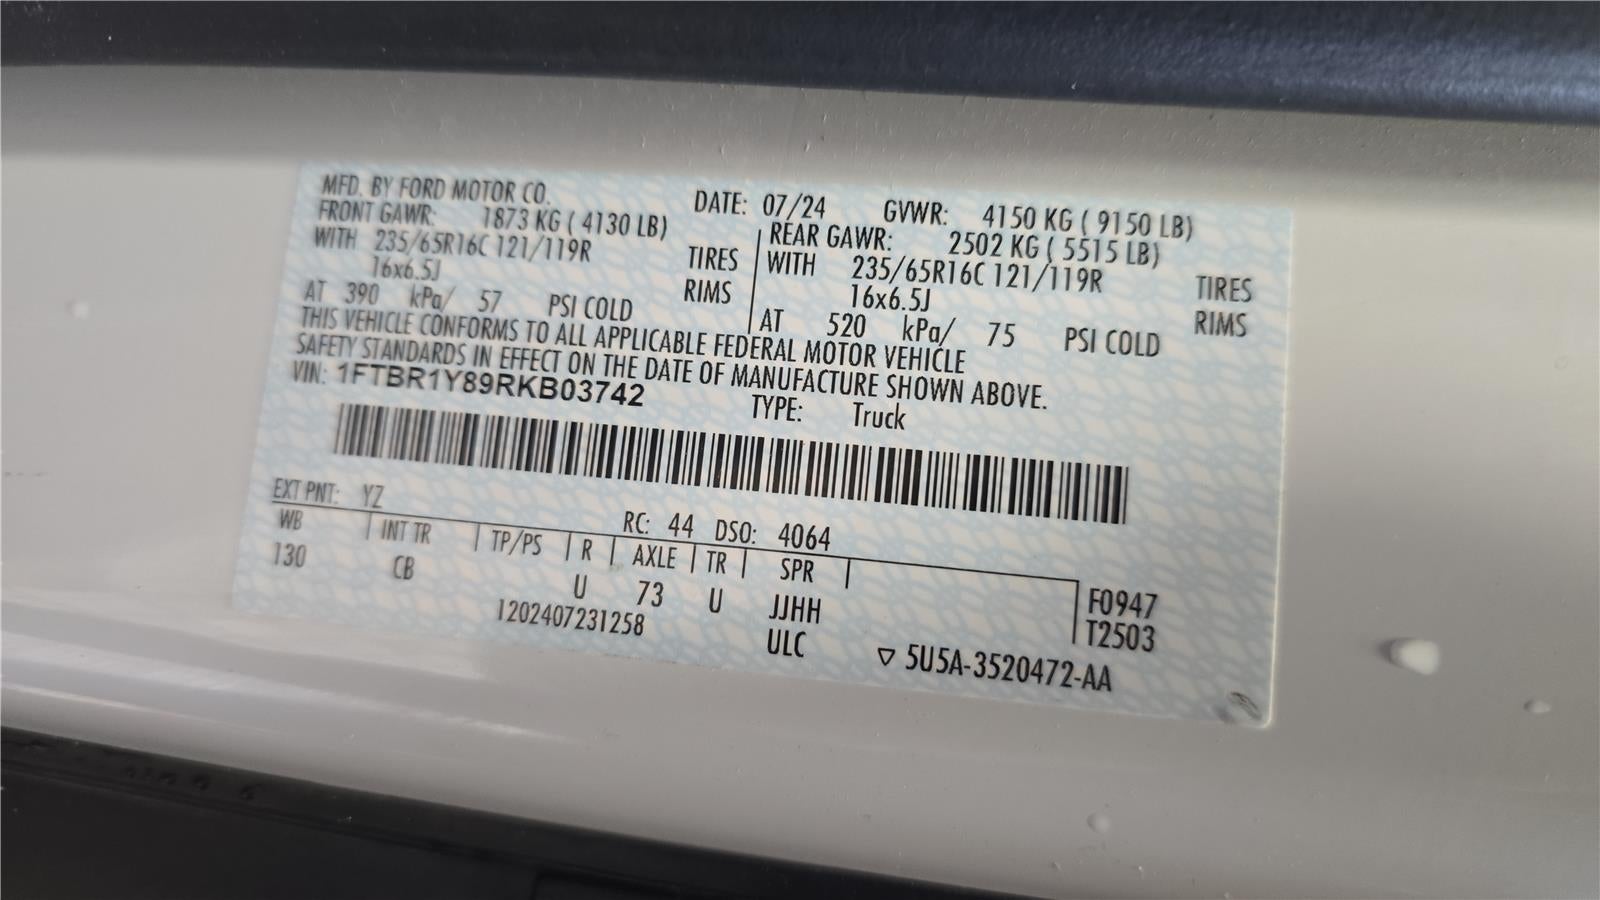 MFD. BY FORD MOTOR CO. DATE: 07/24 GVWR: 4150 KG ( 9150 LB)
FRONT GAWR: 1873 KG ( 4130 LB) REAR GAWR: 2502 KG ( 5515 LB)
WITH 235/65R16C 121/119R TIRES WITH 235/65R16C 121/119R TIRES
16x6.5J RIMS 16x6.5J RIMS
AT 390 kPa/ 57 PSI COLD AT 520 kPa/ 75 PSI COLD
THIS VEHICLE CONFORMS TO ALL APPLICABLE FEDERAL MOTOR VEHICLE
SAFETY STANDARDS IN EFFECT ON THE DATE OF MANUFACTURE SHOWN ABOVE.
VIN: 1FTBR1Y89RKB03742 TYPE: Truck
EXT PNT: YZ RC: 44 DSO: 4064
WB INT TR TP/PS R AXLE TR SPR
130 CB U 73 U JJHH F0947
1202407231258 ULC T2503
5U5A-3520472-AA